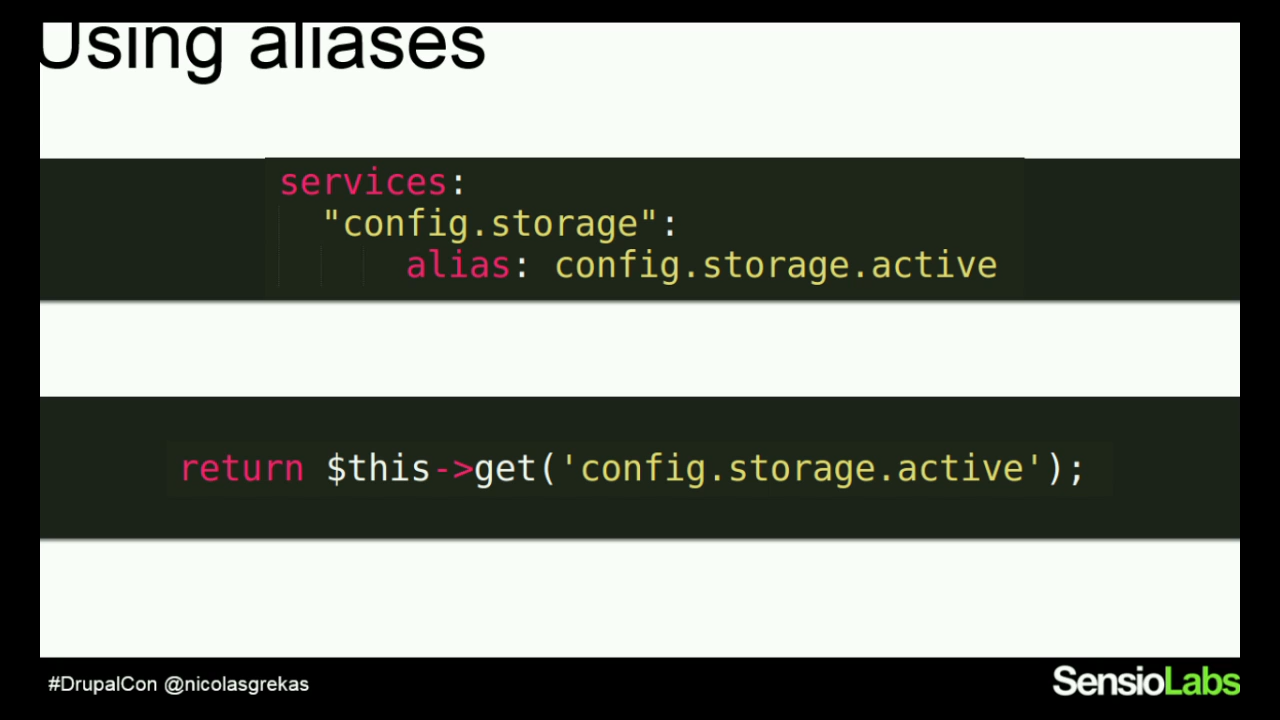 Using aliases
services:
"config.storage":
alias: config.storage.active
return $this->get('config.storage.active');
#DrupalCon @nicolasgrekas
SensioLabs